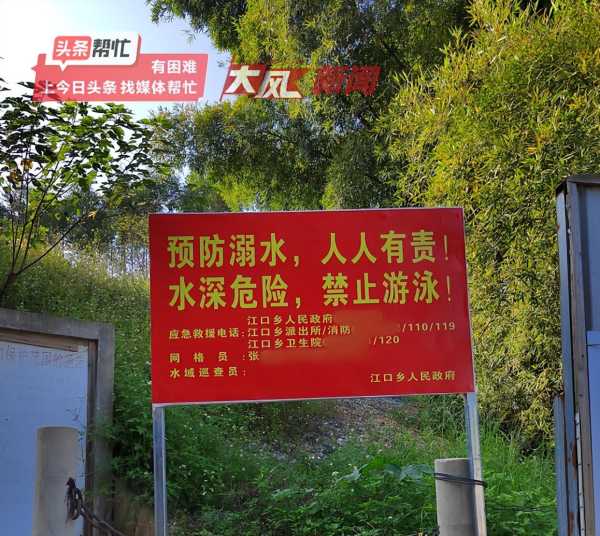 头条帮忙
有困难
上今日头条 找媒体帮忙
大风新闻
预防溺水，人人有责！
水深危险，禁止游泳！
江口乡人民政府
应急救援电话：江口乡派出所/消防 /110/119
江口乡卫生院 /120
网格员：张
水域巡查员：
江口乡人民政府